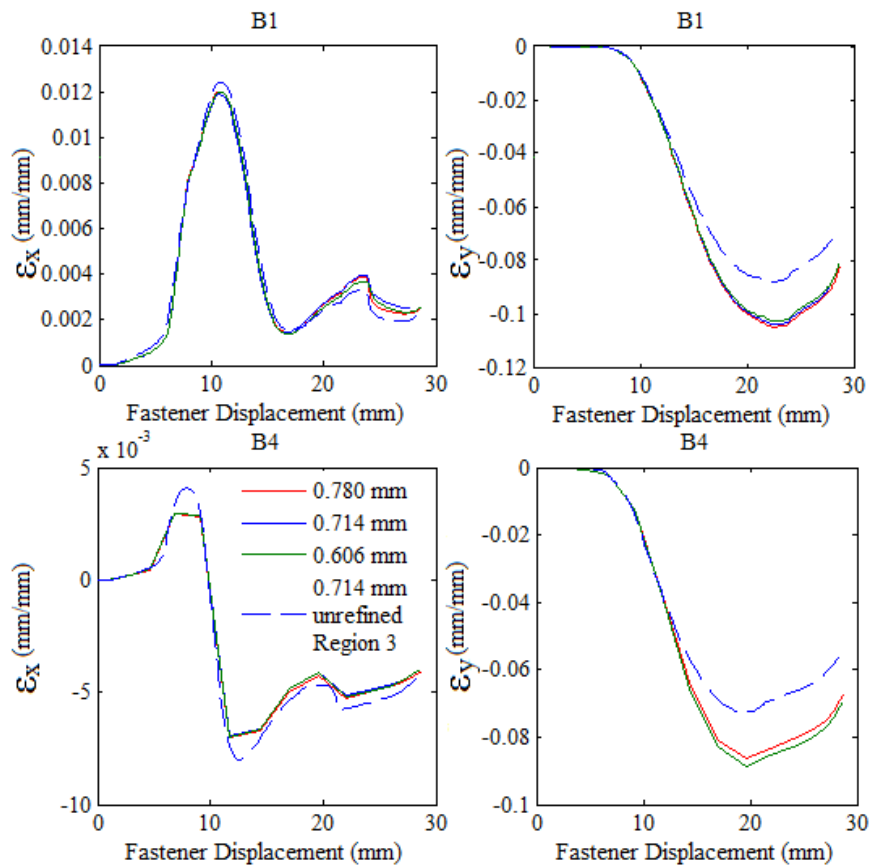 B1
0.014
0.012
0.01
0.008
0.006
0.004
0.002
0
εx (mm/mm)
0 10 20 30
Fastener Displacement (mm)
B1
0
-0.02
-0.04
-0.06
-0.08
-0.1
-0.12
εy (mm/mm)
0 10 20 30
Fastener Displacement (mm)
B4
x 10-3
5
0
-5
-10
εx (mm/mm)
0.780 mm
0.714 mm
0.606 mm
0.714 mm
unrefined
Region 3
0 10 20 30
Fastener Displacement (mm)
B4
0
-0.02
-0.04
-0.06
-0.08
-0.1
εy (mm/mm)
0 10 20 30
Fastener Displacement (mm)